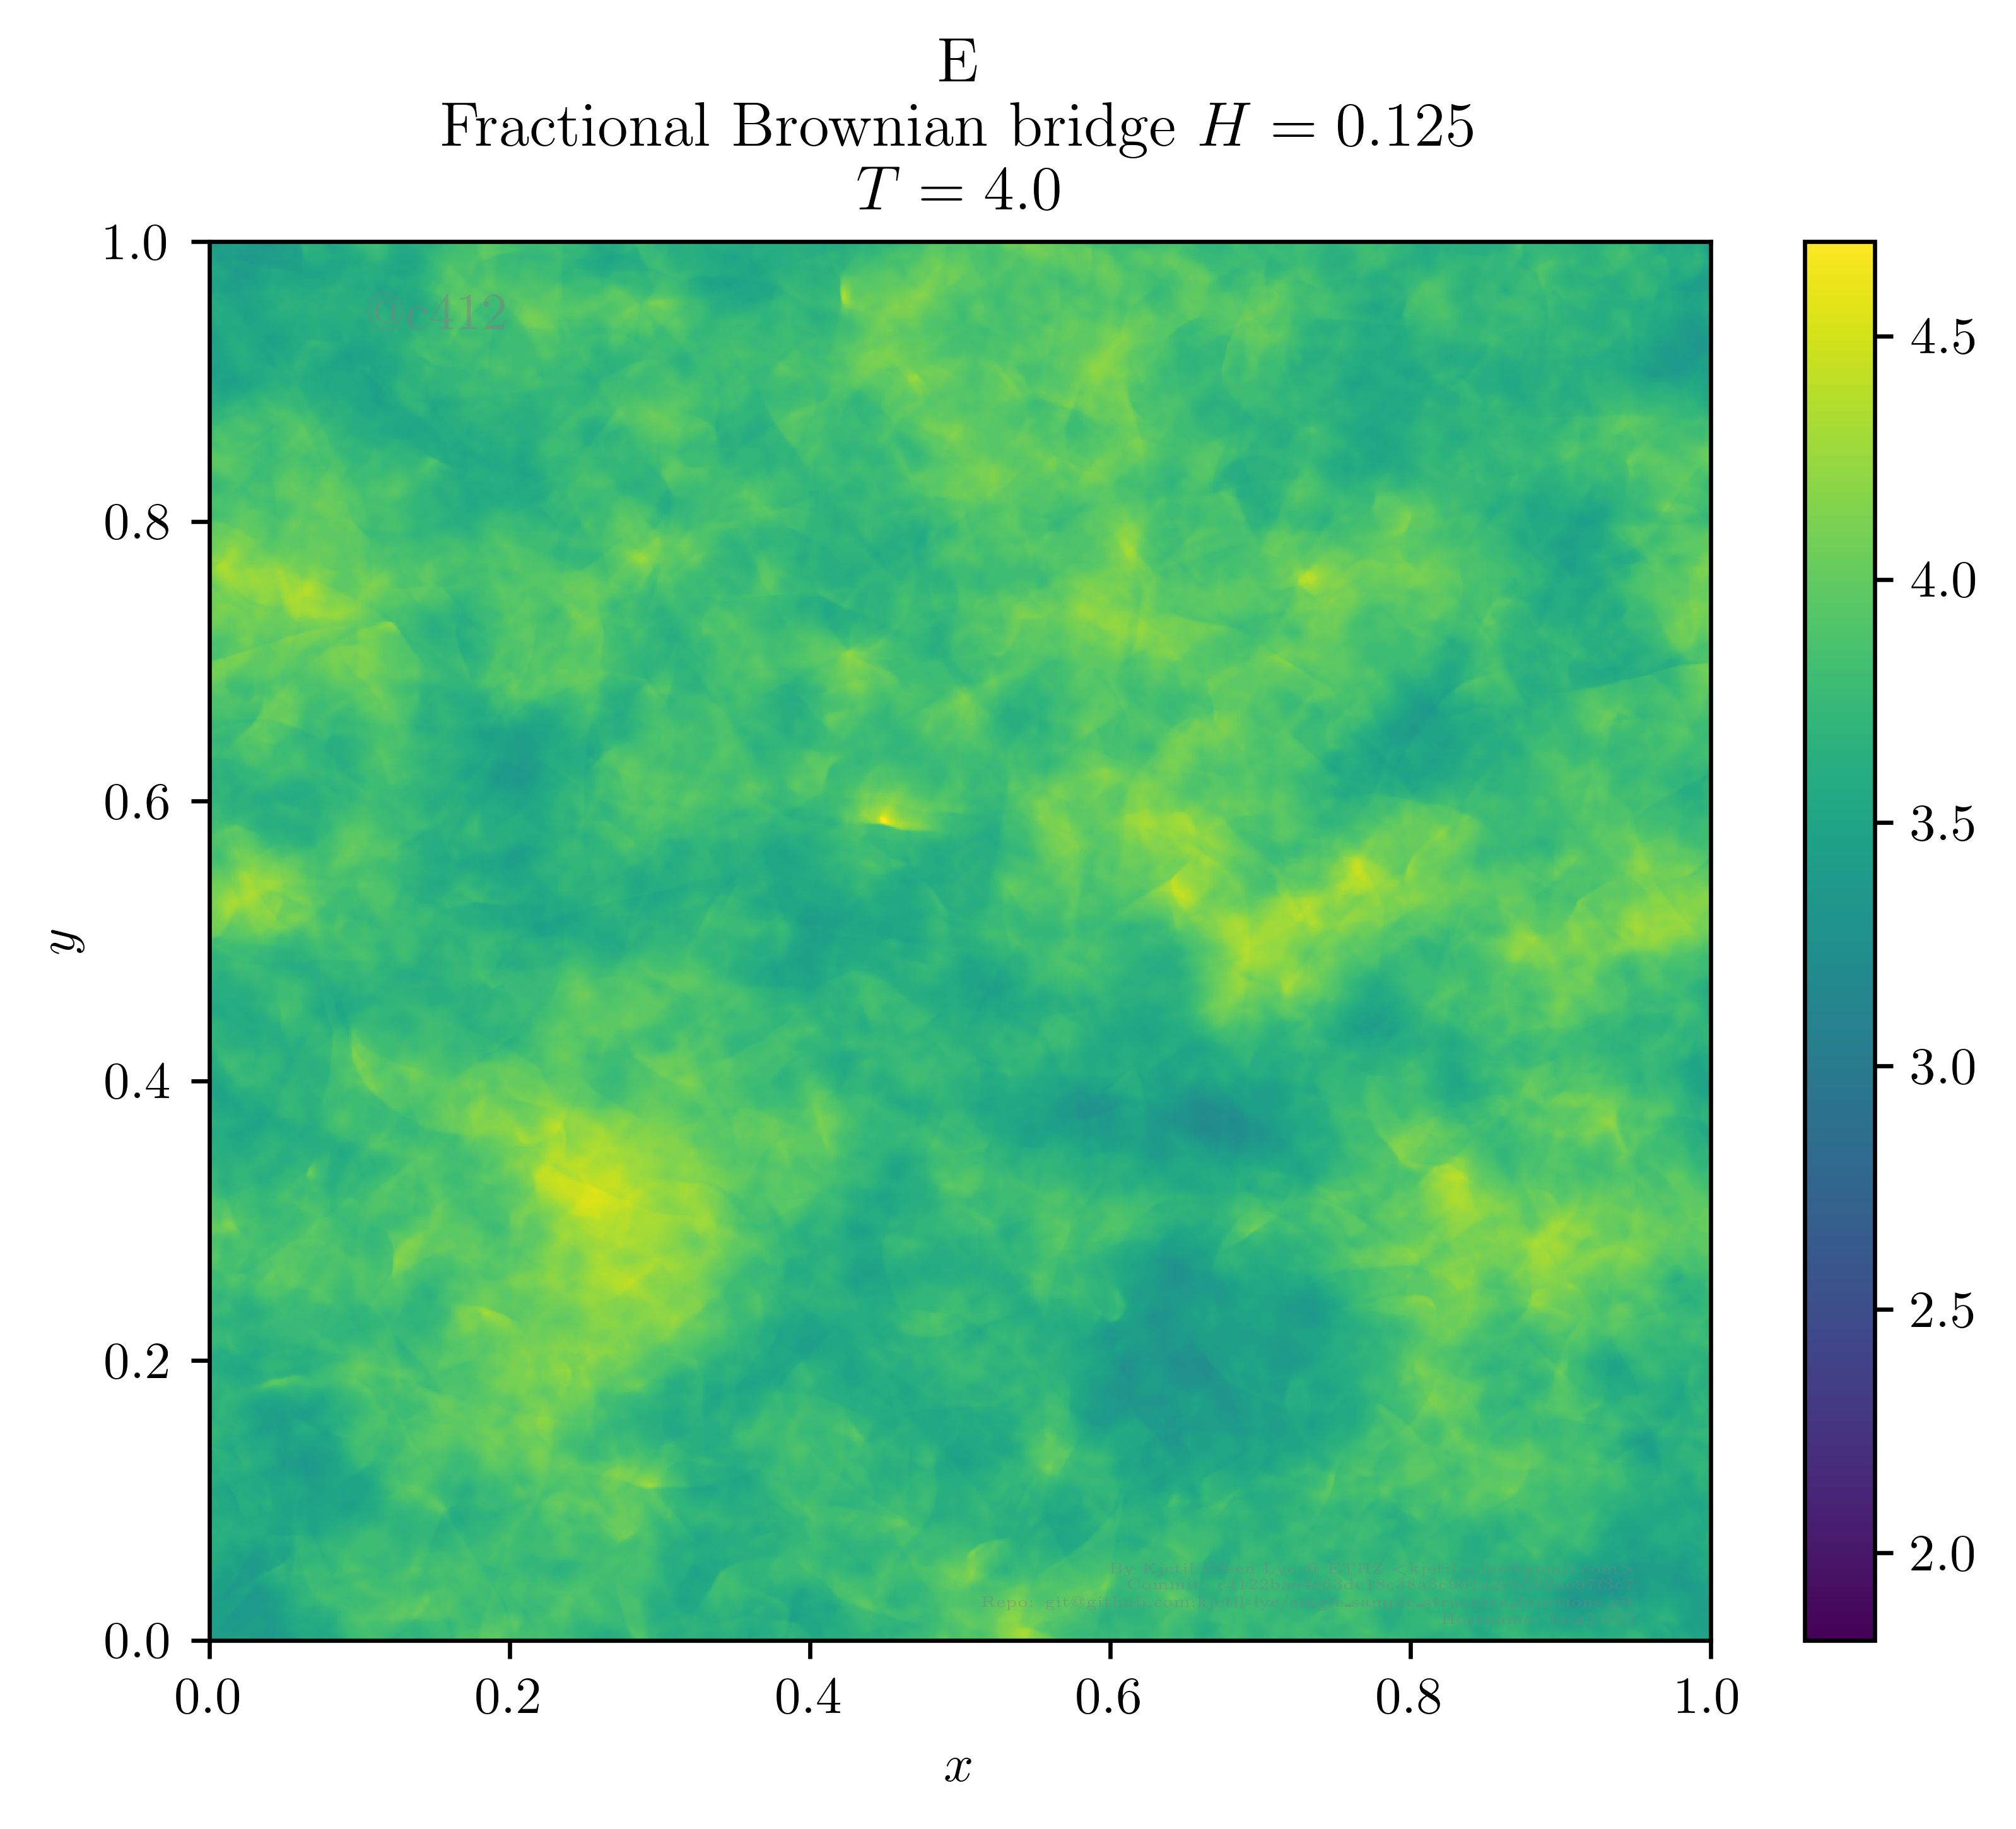 E
Fractional Brownian bridge H = 0.125
T = 4.0
@c412
1.0
0.8
0.6
0.4
0.2
0.0
y
0.0 0.2 0.4 0.6 0.8 1.0
x
4.5
4.0
3.5
3.0
2.5
2.0
By
Repo: